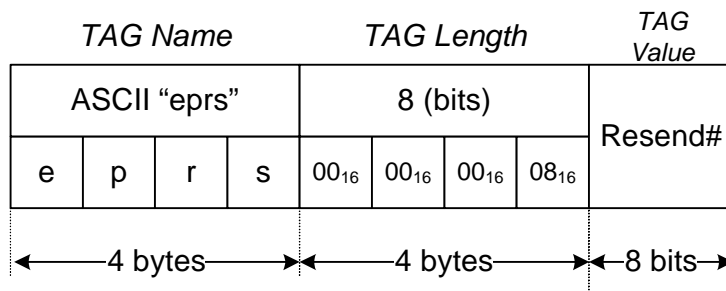 TAG Name TAG Length TAG
Value
ASCII “eprs” 8 (bits) Resend#
e p r s 00₁₆ 00₁₆ 00₁₆ 08₁₆
4 bytes 4 bytes 8 bits